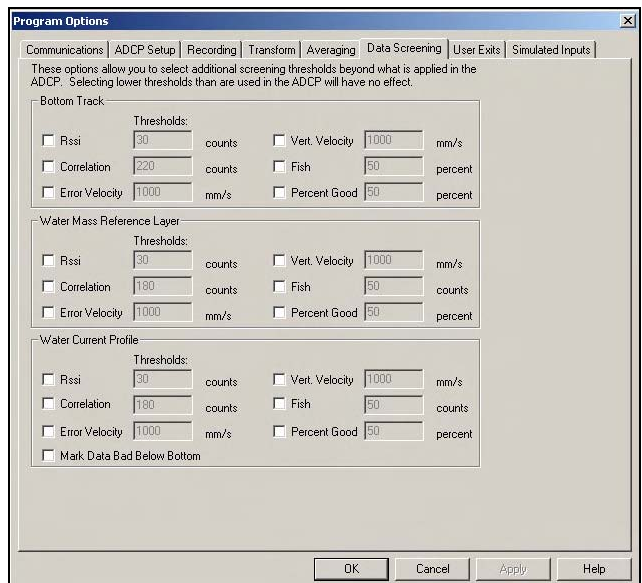 Program Options
Communications ADCP Setup Recording Transform Averaging Data Screening User Exits Simulated Inputs
These options allow you to select additional screening thresholds beyond what is applied in the
ADCP. Selecting lower thresholds than are used in the ADCP will have no effect.
Bottom Track
Thresholds:
Rssi 30 counts Vert. Velocity 1000 mm/s
Correlation 220 counts Fish 50 percent
Error Velocity 1000 mm/s Percent Good 50 percent
Water Mass Reference Layer
Thresholds:
Rssi 30 counts Vert. Velocity 1000 mm/s
Correlation 180 counts Fish 50 counts
Error Velocity 1000 mm/s Percent Good 50 percent
Water Current Profile
Thresholds:
Rssi 30 counts Vert. Velocity 1000 mm/s
Correlation 180 counts Fish 50 counts
Error Velocity 1000 mm/s Percent Good 50 percent
Mark Data Bad Below Bottom
OK Cancel Apply Help